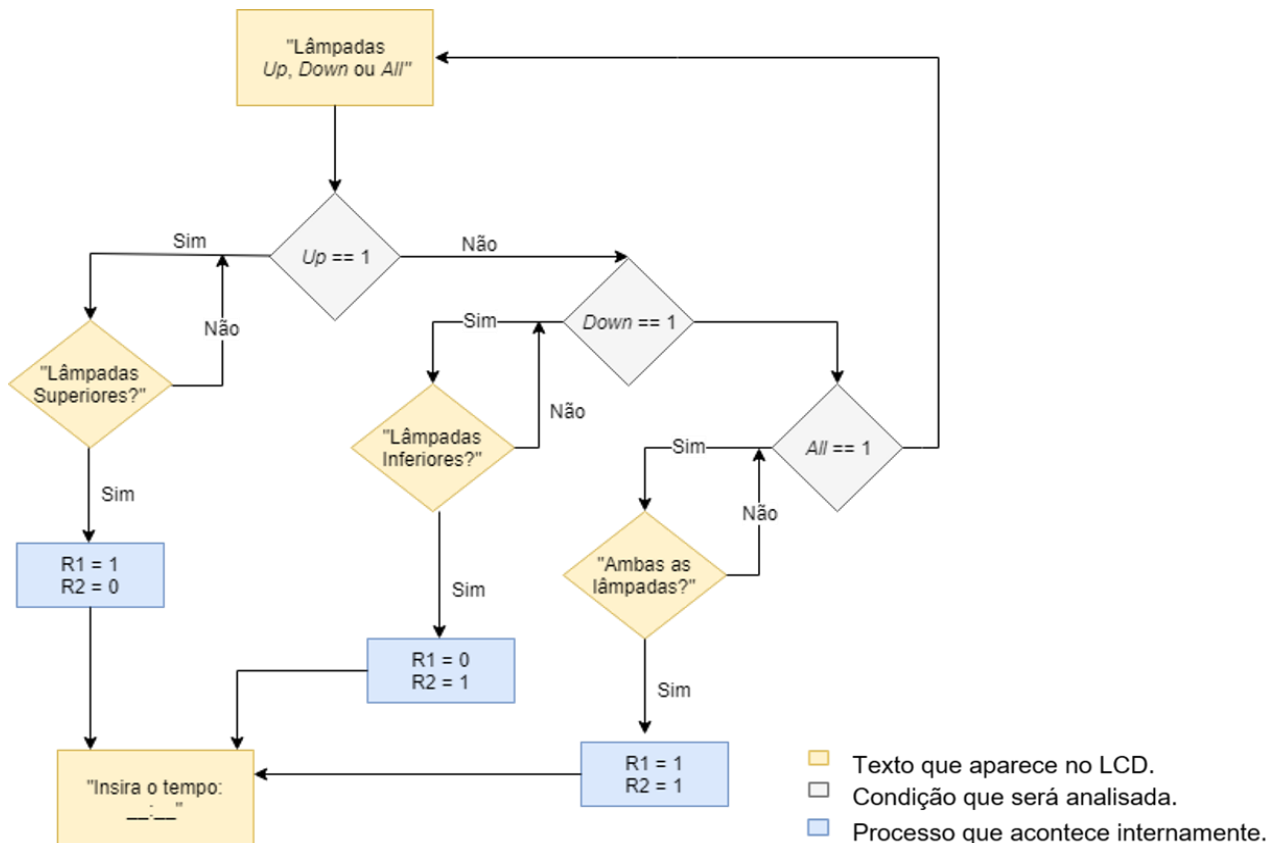 "Lâmpadas
Up, Down ou All"
Sim
Up == 1
Não
Não
"Lâmpadas
Superiores?"
Sim
Down == 1
Não
"Lâmpadas
Inferiores?"
Sim
All == 1
Não
"Ambas as
lâmpadas?"
Sim
R1 = 1
R2 = 0
Sim
R1 = 0
R2 = 1
Sim
R1 = 1
R2 = 1
"Insira o tempo:
__:__"
Texto que aparece no LCD.
Condição que será analisada.
Processo que acontece internamente.